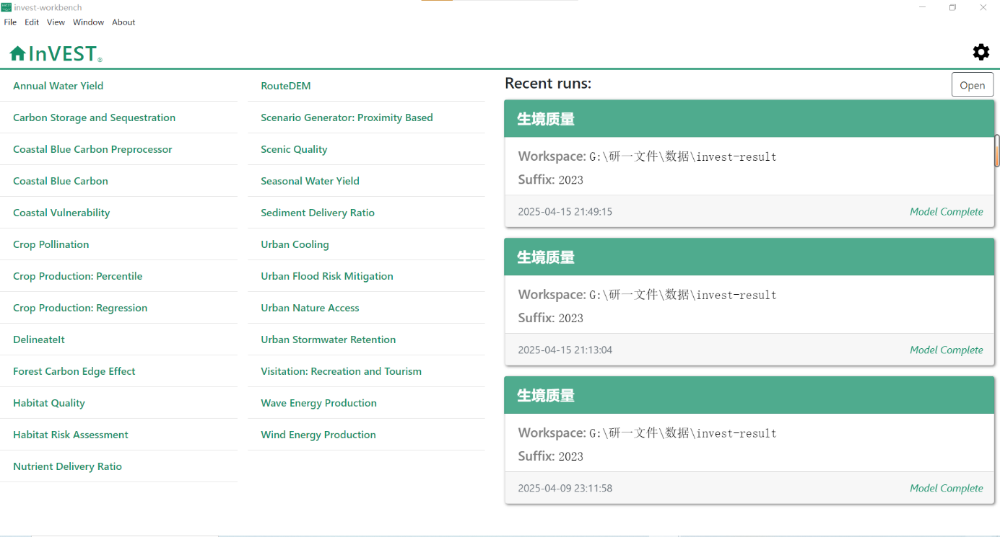 invest-workbench
File Edit View Window About
InVEST®
Annual Water Yield
Carbon Storage and Sequestration
Coastal Blue Carbon Preprocessor
Coastal Blue Carbon
Coastal Vulnerability
Crop Pollination
Crop Production: Percentile
Crop Production: Regression
DelineateIt
Forest Carbon Edge Effect
Habitat Quality
Habitat Risk Assessment
Nutrient Delivery Ratio
RouteDEM
Scenario Generator: Proximity Based
Scenic Quality
Seasonal Water Yield
Sediment Delivery Ratio
Urban Cooling
Urban Flood Risk Mitigation
Urban Nature Access
Urban Stormwater Retention
Visitation: Recreation and Tourism
Wave Energy Production
Wind Energy Production
Recent runs:
Open
生境质量
Workspace: G:\研一文件\数据\invest-result
Suffix: 2023
2025-04-15 21:49:15 Model Complete
生境质量
Workspace: G:\研一文件\数据\invest-result
Suffix: 2023
2025-04-15 21:13:04 Model Complete
生境质量
Workspace: G:\研一文件\数据\invest-result
Suffix: 2023
2025-04-09 23:11:58 Model Complete